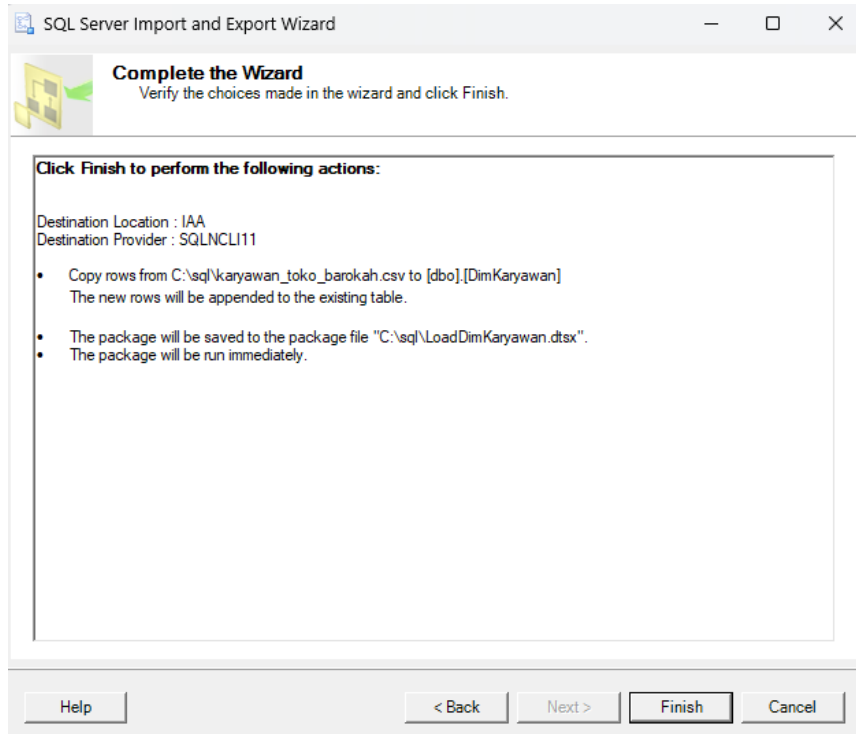 SQL Server Import and Export Wizard
Complete the Wizard
Verify the choices made in the wizard and click Finish.
Click Finish to perform the following actions:
Destination Location : IAA
Destination Provider : SQLNCLI11
• Copy rows from C:\sql\karyawan_toko_barokah.csv to [dbo].[DimKaryawan]
The new rows will be appended to the existing table.
• The package will be saved to the package file "C:\sql\LoadDimKaryawan.dtsx".
• The package will be run immediately.
Help < Back Next > Finish Cancel